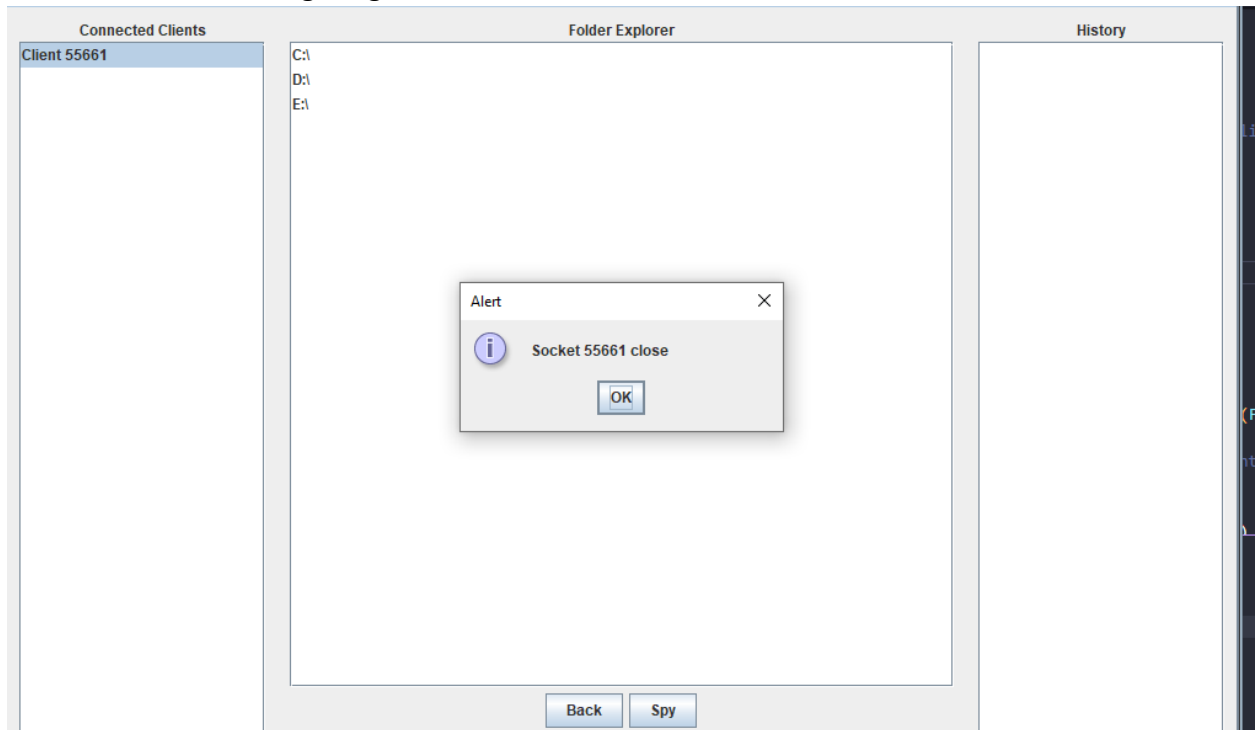 Connected Clients
Folder Explorer
History
Client 55661
C:\
D:\
E:\
Alert
Socket 55661 close
OK
Back
Spy